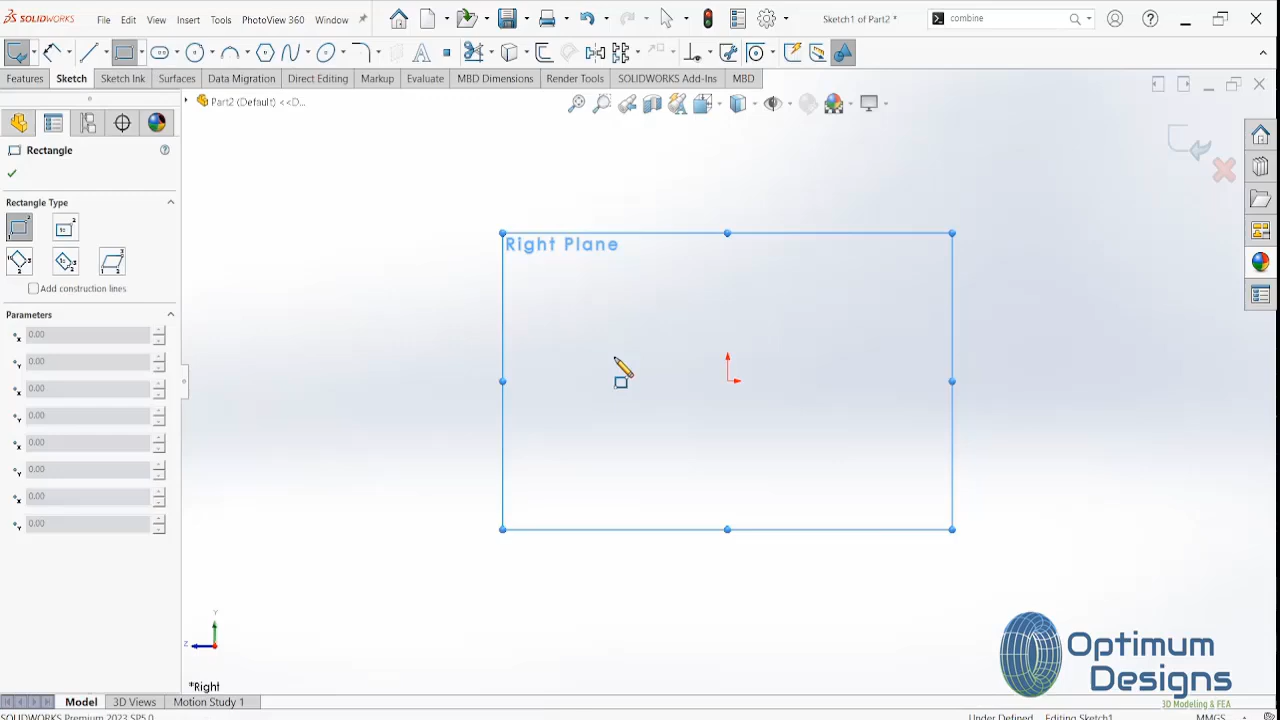 SOLIDWORKS File Edit View Insert Tools PhotoView 360 Window Sketch1 of Part2 * combine
Features Sketch Sketch Ink Surfaces Data Migration Direct Editing Markup Evaluate MBD Dimensions Render Tools SOLIDWORKS Add-Ins MBD
Part2 (Default) <<D...
Rectangle
Rectangle Type
Add construction lines
Parameters
0.00
0.00
0.00
0.00
0.00
0.00
0.00
0.00
Right Plane
Y
Z
*Right
Optimum
Designs
3D Modeling & FEA
Model 3D Views Motion Study 1
SOLIDWORKS Premium 2023 SP5.0 Under Defined Editing Sketch1 MMGS